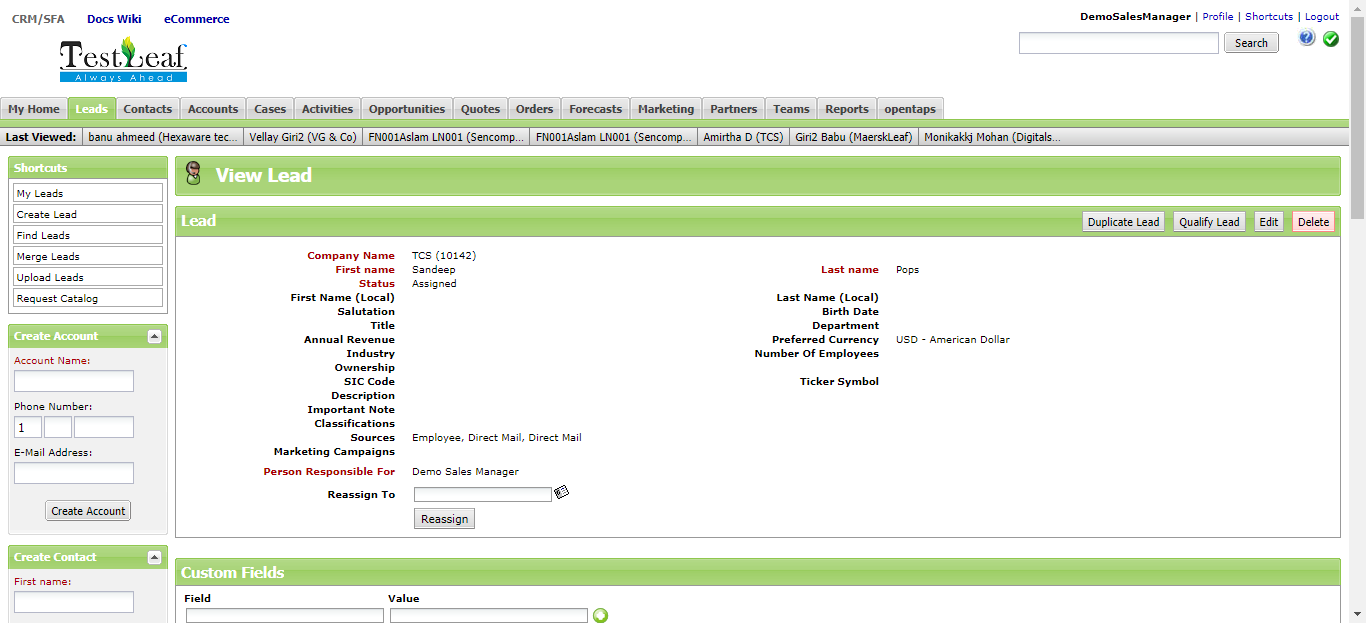 CRM/SFA Docs Wiki eCommerce
DemoSalesManager | Profile | Shortcuts | Logout
TestLeaf
Always Ahead
Search
My Home Leads Contacts Accounts Cases Activities Opportunities Quotes Orders Forecasts Marketing Partners Teams Reports opentaps
Last Viewed: banu ahmeed (Hexaware tec... Vellay Giri2 (VG & Co) FN001Aslam LN001 (Sencomp... FN001Aslam LN001 (Sencomp... Amirtha D (TCS) Giri2 Babu (MaerskLeaf) Monikakkj Mohan (Digitals...
Shortcuts
My Leads
Create Lead
Find Leads
Merge Leads
Upload Leads
Request Catalog
Create Account
Account Name:
Phone Number:
1
E-Mail Address:
Create Account
Create Contact
First name:
View Lead
Lead
Duplicate Lead Qualify Lead Edit Delete
Company Name TCS (10142)
First name Sandeep Last name Pops
Status Assigned
First Name (Local) Last Name (Local)
Salutation Birth Date
Title Department
Annual Revenue Preferred Currency USD - American Dollar
Industry Number Of Employees
Ownership
SIC Code Ticker Symbol
Description
Important Note
Classifications
Sources Employee, Direct Mail, Direct Mail
Marketing Campaigns
Person Responsible For Demo Sales Manager
Reassign To
Reassign
Custom Fields
Field Value